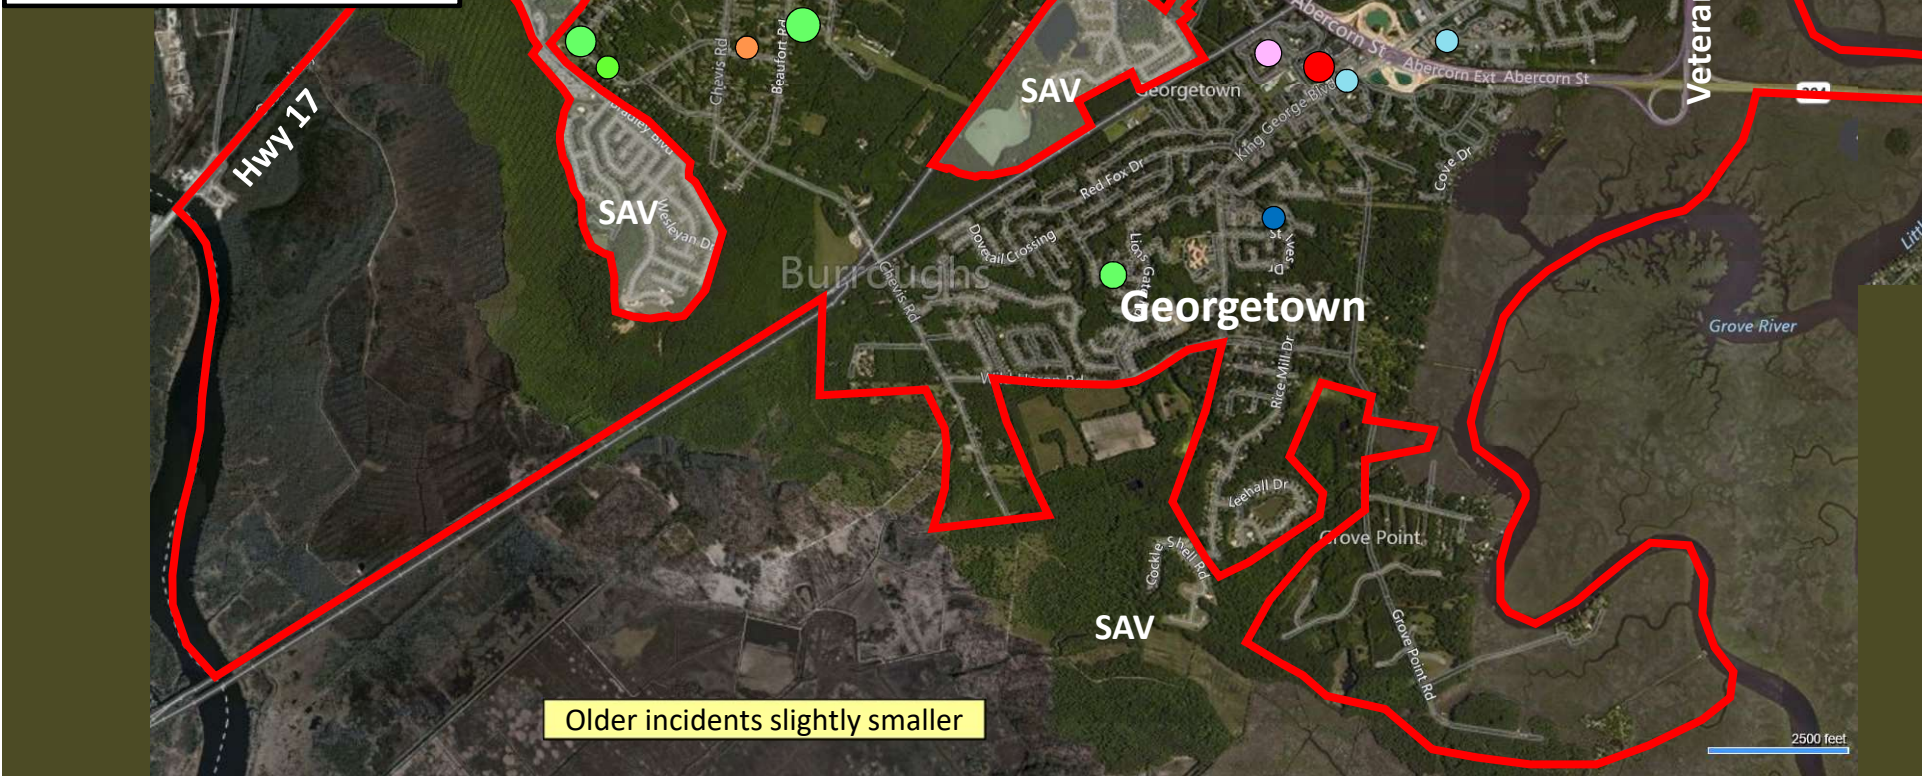 Abercorn St.
Abercorn Ext
Abercorn St
Chevis Rd
Beaufort Rd
Hwy 17
SAV
Georgetown
King George Blvd
Bradley Blvd
Red Fox Dr
Cove Dr
SAV
Wesleyan Dr
Dovetail Crossing
St
Ives
Dr
Burroughs
Chevis Rd
Georgetown
Grove River
Rice Mill Dr
Leehall Dr
Grove Point
Cockle
Shell Rd
SAV
Grove Point Rd
Older incidents slightly smaller
2500 feet